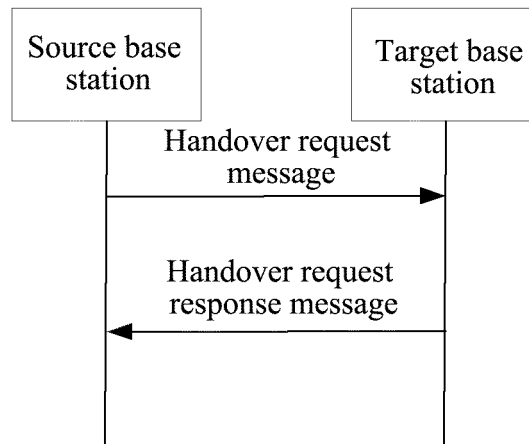 Source base
station
Target base
station
Handover request
message
Handover request
response message